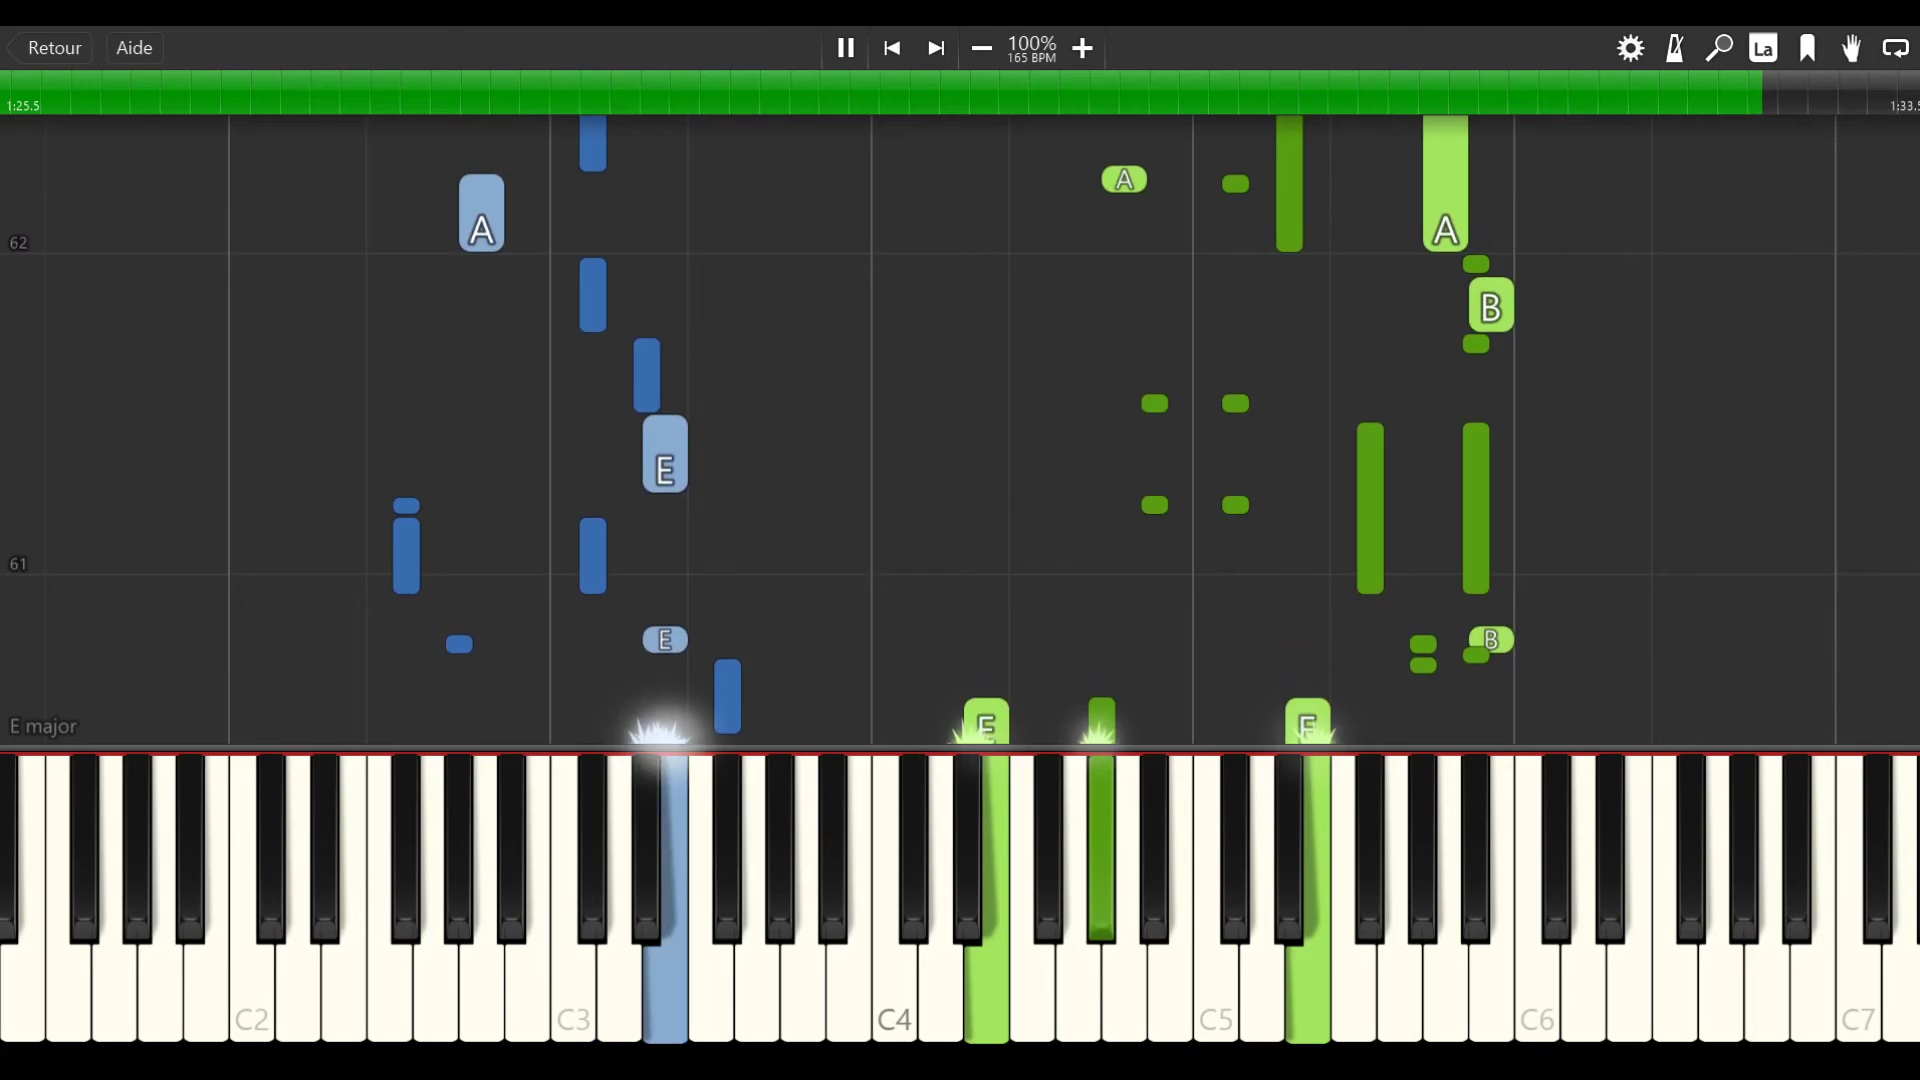 Retour Aide 100% La
165 BPM
1:25.5 1:33.5
A
62 A A
B
E
61
E B
E major E E
C2 C3 C4 C5 C6 C7